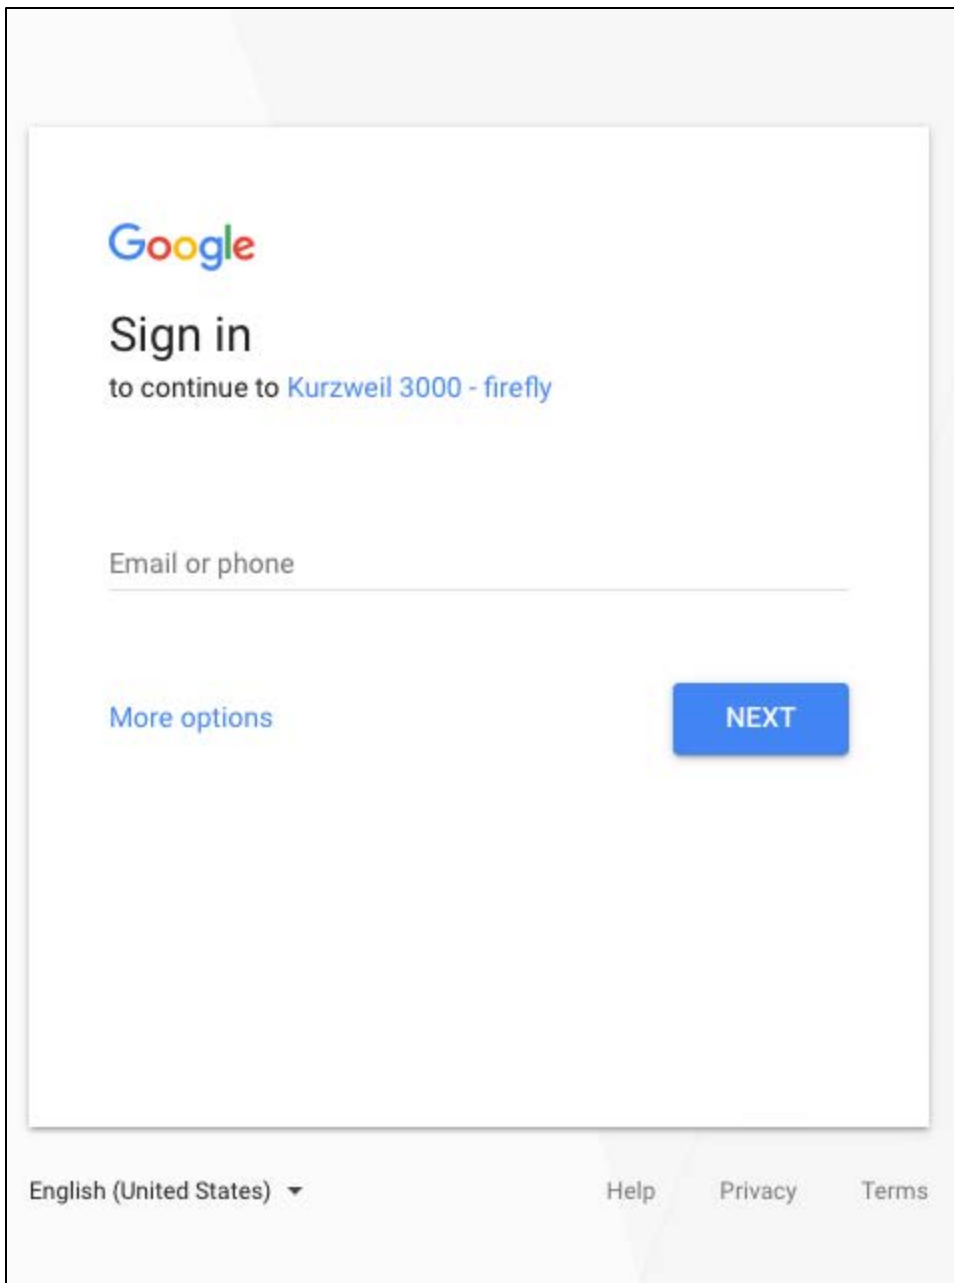 Google
Sign in
to continue to Kurzweil 3000 - firefly
Email or phone
More options
NEXT
English (United States)
Help
Privacy
Terms